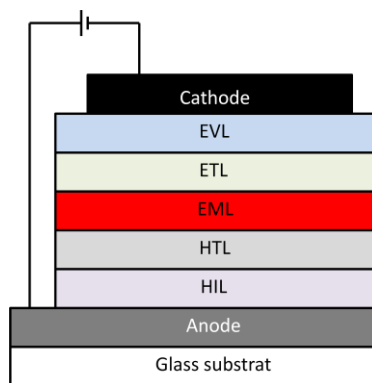 Cathode
EVL
ETL
EML
HTL
HIL
Anode
Glass substrat